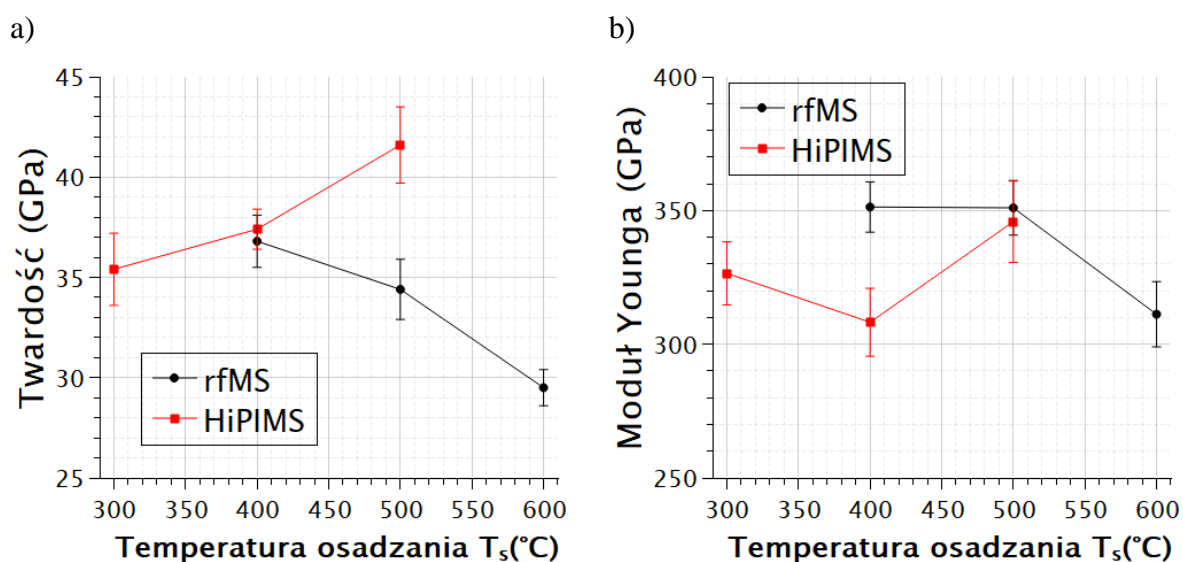 a)
Twardość (GPa)
45
40
35
30
25
rfMS
HiPIMS
300 350 400 450 500 550 600
Temperatura osadzania Ts(°C)
b)
Moduł Younga (GPa)
400
350
300
250
rfMS
HiPIMS
300 350 400 450 500 550 600
Temperatura osadzania Ts(°C)